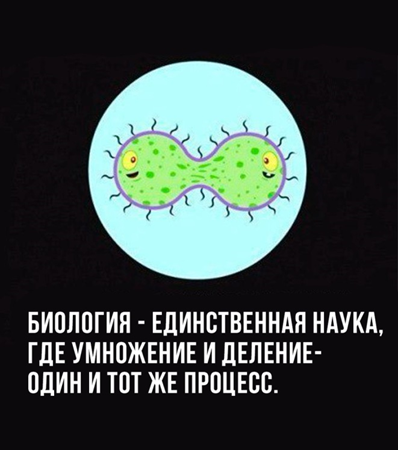 БИОЛОГИЯ - ЕДИНСТВЕННАЯ НАУКА,
ГДЕ УМНОЖЕНИЕ И ДЕЛЕНИЕ-
ОДИН И ТОТ ЖЕ ПРОЦЕСС.